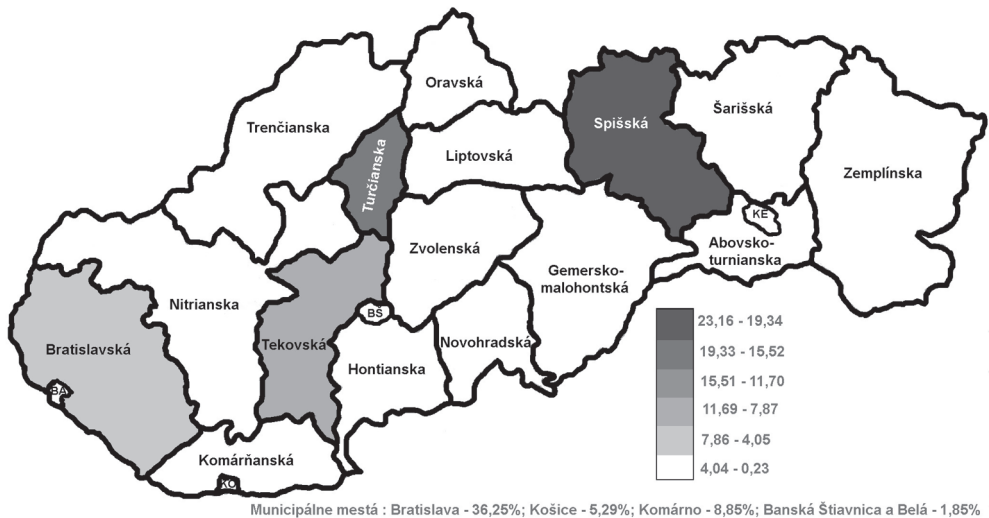 Oravská
Trenčianska
Šarišská
Spišská
Liptovská
Turčianska
Zemplínska
KE
Zvolenská
Abovsko-
turnianska
Gemersko-
malohontská
Nitrianska
BŠ
Bratislavská
Tekovská
Novohradská
Hontianska
BA
Komárňanská
KO
23,16 - 19,34
19,33 - 15,52
15,51 - 11,70
11,69 - 7,87
7,86 - 4,05
4,04 - 0,23
Municipálne mestá : Bratislava - 36,25%; Košice - 5,29%; Komárno - 8,85%; Banská Štiavnica a Belá - 1,85%